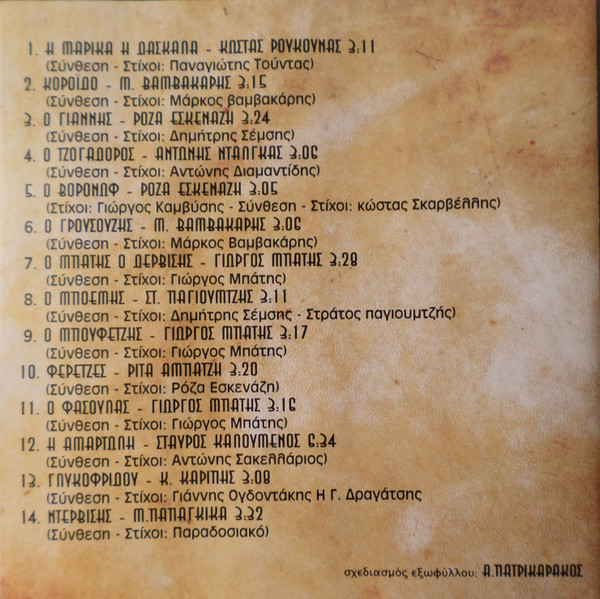 1. Η ΜΑΡΙΚΑ Η ΔΑΣΚΑΛΑ - ΚΩΣΤΑΣ ΡΟΥΚΟΥΝΑΣ 3:11
(Σύνθεση - Στίχοι: Παναγιώτης Τούντας)
2. ΚΟΡΟΪΔΟ - Μ. ΒΑΜΒΑΚΑΡΗΣ 3:15
(Σύνθεση - Στίχοι: Μάρκος βαμβακάρης)
3. Ο ΓΙΑΝΝΗΣ - ΡΟΖΑ ΕΣΚΕΝΑΖΗ 3:24
(Σύνθεση - Στίχοι: Δημήτρης Σέμσης)
4. Ο ΤΖΟΓΑΔΟΡΟΣ - ΑΝΤΩΝΗΣ ΝΤΑΛΓΚΑΣ 3:06
(Σύνθεση - Στίχοι: Αντώνης Διαμαντίδης)
5. Ο ΒΟΡΟΝΩΦ - ΡΟΖΑ ΕΣΚΕΝΑΖΗ 3:05
(Στίχοι: Γιώργος Καμβύσης - Σύνθεση - Στίχοι: κώστας Σκαρβέλλης)
6. Ο ΓΡΟΥΣΟΥΖΗΣ - Μ. ΒΑΜΒΑΚΑΡΗΣ 3:06
(Σύνθεση - Στίχοι: Μάρκος Βαμβακάρης)
7. Ο ΜΠΑΤΗΣ Ο ΔΕΡΒΙΣΗΣ - ΓΙΩΡΓΟΣ ΜΠΑΤΗΣ 3:28
(Σύνθεση - Στίχοι: Γιώργος Μπάτης)
8. Ο ΜΠΟΕΜΗΣ - ΣΤ. ΠΑΓΙΟΥΜΤΖΗΣ 3:11
(Σύνθεση - Στίχοι: Δημήτρης Σέμσης - Στράτος παγιουμτζής)
9. Ο ΜΠΟΥΦΕΤΖΗΣ - ΓΙΩΡΓΟΣ ΜΠΑΤΗΣ 3:17
(Σύνθεση - Στίχοι: Γιώργος Μπάτης)
10. ΦΕΡΕΤΖΕΣ - ΡΙΤΑ ΑΜΠΑΤΖΗ 3:20
(Σύνθεση - Στίχοι: Ρόζα Εσκενάζη)
11. Ο ΦΑΣΟΥΛΑΣ - ΓΙΩΡΓΟΣ ΜΠΑΤΗΣ 3:16
(Σύνθεση - Στίχοι: Γιώργος Μπάτης)
12. Η ΑΜΑΡΤΩΛΗ - ΣΤΑΥΡΟΣ ΚΑΛΟΥΜΕΝΟΣ 6:34
(Σύνθεση - Στίχοι: Αντώνης Σακελλάριος)
13. ΓΛΥΚΟΦΡΙΔΟΥ - Κ. ΚΑΡΙΠΗΣ 3:08
(Σύνθεση - Στίχοι: Γιάννης Ογδοντάκης Η Γ. Δραγάτσης
14. ΝΤΕΡΒΙΣΗΣ - Μ.ΠΑΠΑΓΚΙΚΑ 3.32
(Σύνθεση - Στίχοι: Παραδοσιακό)
σχεδιασμός εξωφύλλου: Α.ΠΑΤΡΙΚΑΡΑΚΟΣ